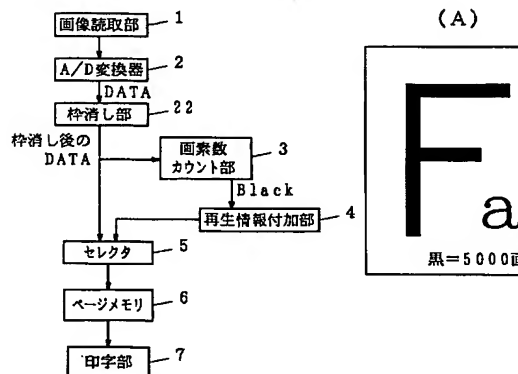 画像読取部 1
A/D変換器 2
DATA
枠消し部 22
枠消し後の
DATA
画素数
カウント部 3
Black
再生情報付加部 4
セレクタ 5
ページメモリ 6
印字部 7
(A)
F
a
黒=5000画